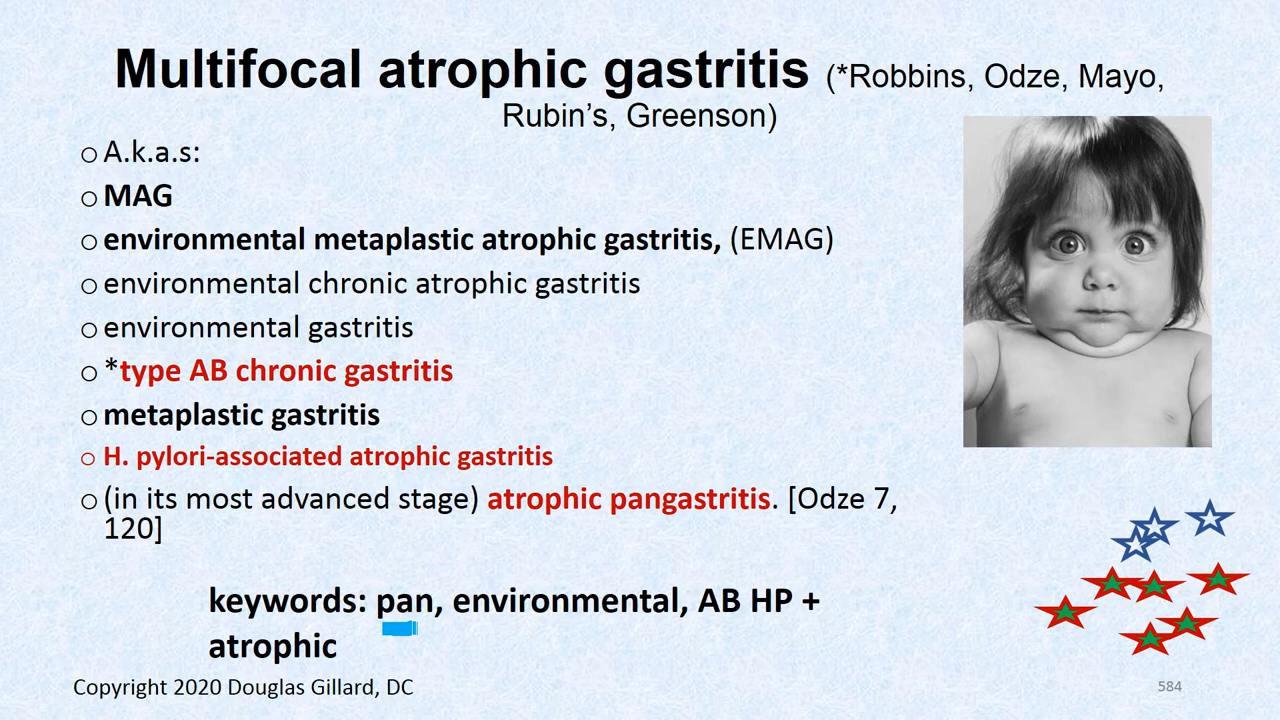 Multifocal atrophic gastritis (*Robbins, Odze, Mayo,
Rubin's, Greenson)
○ A.k.a.s:
○ MAG
○ environmental metaplastic atrophic gastritis, (EMAG)
○ environmental chronic atrophic gastritis
○ environmental gastritis
○ *type AB chronic gastritis
○ metaplastic gastritis
○ H. pylori-associated atrophic gastritis
○ (in its most advanced stage) atrophic pangastritis. [Odze 7,
120]
keywords: pan, environmental, AB HP +
atrophic
Copyright 2020 Douglas Gillard, DC
584